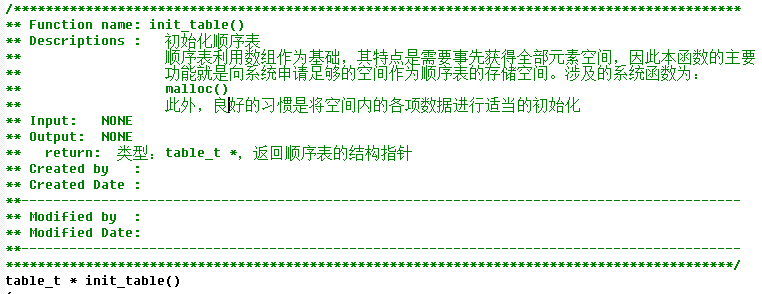 /****************************************************************************************
** Function name: init_table()
** Descriptions :   初始化顺序表
**                  顺序表利用数组作为基础，其特点是需要事先获得全部元素空间，因此本函数的主要
**                  功能就是向系统申请足够的空间作为顺序表的存储空间。涉及的系统函数为：
**                  malloc()
**                  此外，良好的习惯是将空间内的各项数据进行适当的初始化
** Input:   NONE
** Output:  NONE
**   return:  类型：table_t *，返回顺序表的结构指针
** Created by   :
** Created Date :
**---------------------------------------------------------------------------------------
** Modified by  :
** Modified Date:
**---------------------------------------------------------------------------------------
****************************************************************************************/
table_t * init_table()